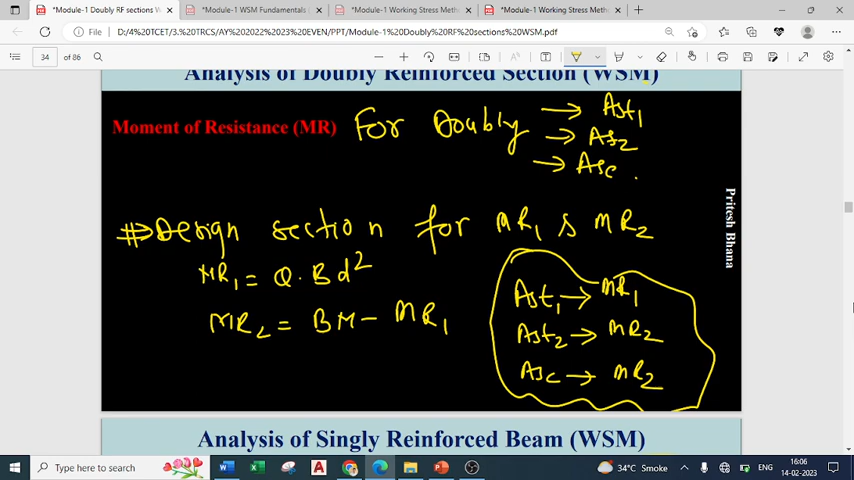 *Module-1 Doubly RF sections W
*Module-1 WSM Fundamentals
*Module-1 Working Stress Meth
*Module-1 Working Stress Meth
File
D:/4%20TCET/3.TRCS/AY%202022%2023%20EVEN/PPT/Module-1%20Doubly%20RF%20sections%20WSM.pdf
34 of 86
Analysis of Doubly Reinforced Section (WSM)
Moment of Resistance (MR) For Doubly → Ast1
→ As2
→ Asc .
Pritesh Bhana
⇒ Design section for MR1 & MR2
MR1 = Q. Bd²
MR2 = BM - MR1
Ast1 → MR1
Ast2 → MR2
Asc → MR2
Analysis of Singly Reinforced Beam (WSM)
Type here to search
34°C Smoke
ENG
16:06
14-02-2023